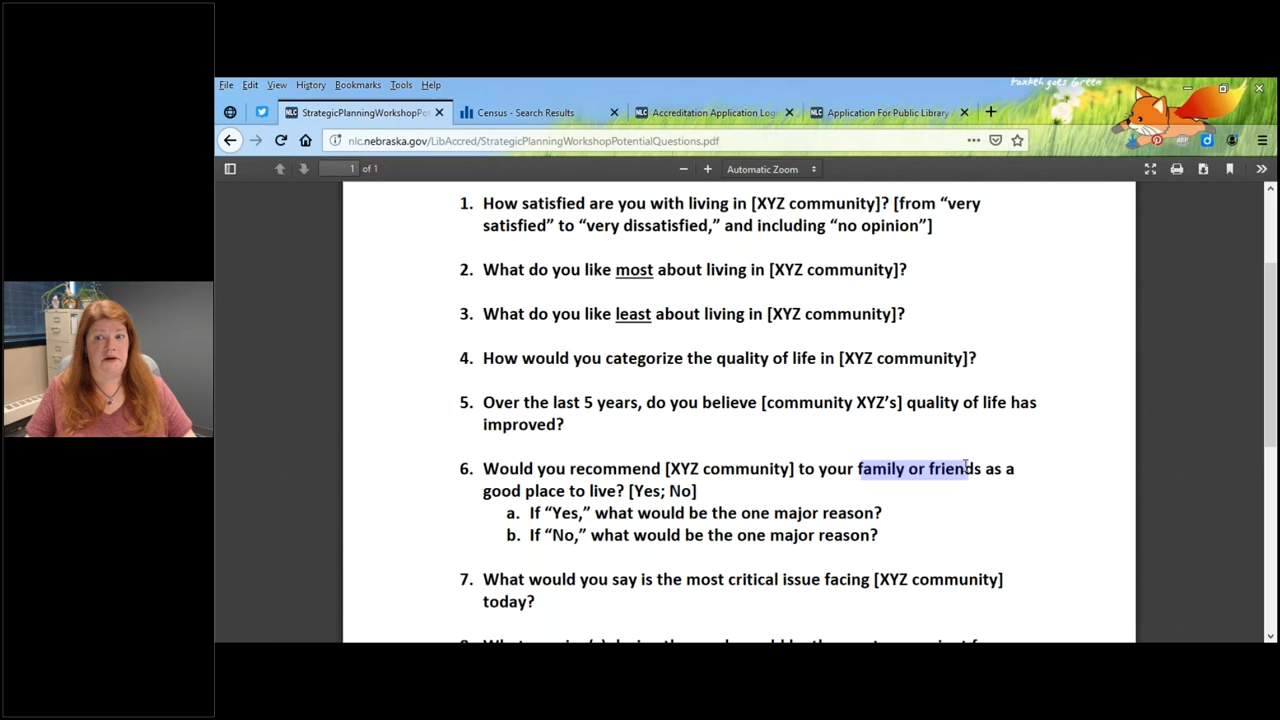 Foxkeh goes Green
File Edit View History Bookmarks Tools Help
NLC StrategicPlanningWorkshopPot
Census - Search Results
NLC Accreditation Application Log
NLC Application For Public Library
nlc.nebraska.gov/LibAccred/StrategicPlanningWorkshopPotentialQuestions.pdf
1 of 1
Automatic Zoom
1. How satisfied are you with living in [XYZ community]? [from “very
satisfied” to “very dissatisfied,” and including “no opinion”]
2. What do you like most about living in [XYZ community]?
3. What do you like least about living in [XYZ community]?
4. How would you categorize the quality of life in [XYZ community]?
5. Over the last 5 years, do you believe [community XYZ’s] quality of life has
improved?
6. Would you recommend [XYZ community] to your family or friends as a
good place to live? [Yes; No]
a. If “Yes,” what would be the one major reason?
b. If “No,” what would be the one major reason?
7. What would you say is the most critical issue facing [XYZ community]
today?